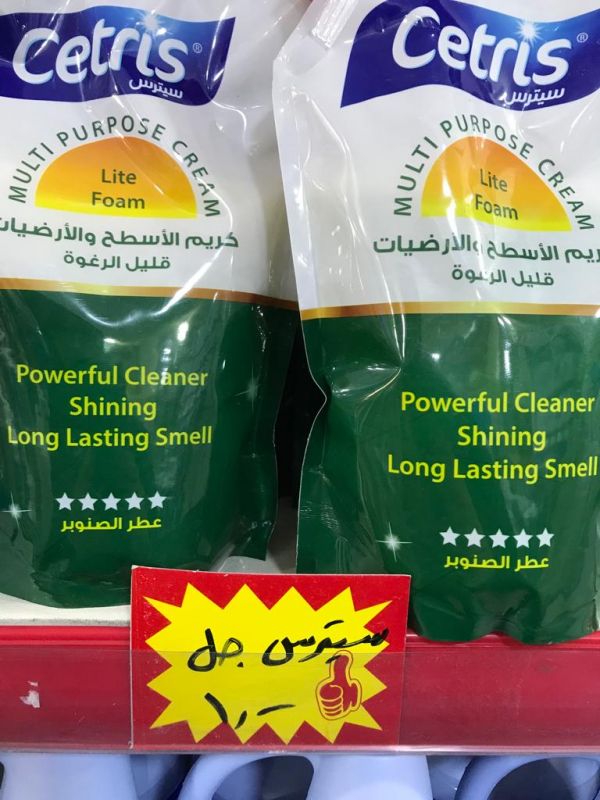 Cetris®
سيترس
MULTI PURPOSE CREAM
Lite
Foam
كريم الأسطح والأرضيات
قليل الرغوة
Powerful Cleaner
Shining
Long Lasting Smell
عطر الصنوبر
Cetris®
سيترس
MULTI PURPOSE CREAM
Lite
Foam
كريم الأسطح والأرضيات
قليل الرغوة
Powerful Cleaner
Shining
Long Lasting Smell
عطر الصنوبر
سيترس جل
١,-